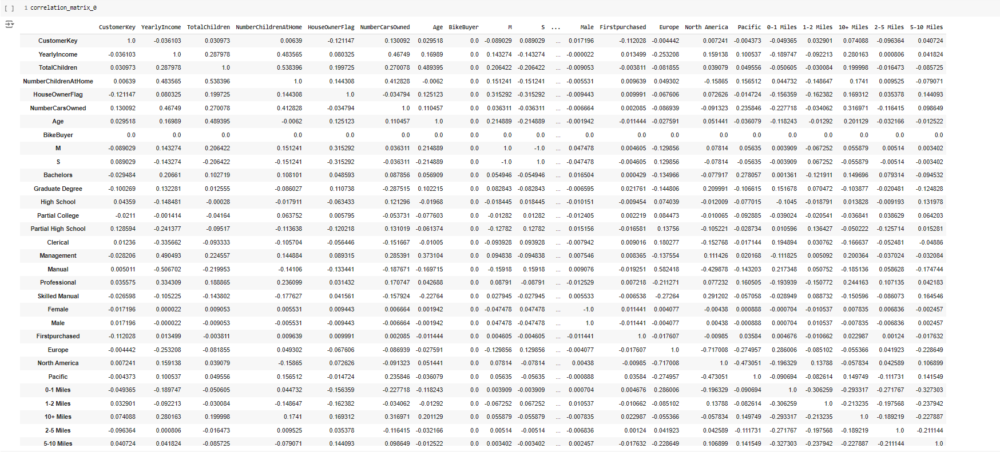 [ ] 1 correlation_matrix_0
CustomerKey YearlyIncome TotalChildren NumberChildrenAtHome HouseOwnerFlag NumberCarsOwned Age BikeBuyer M S ... Male Firstpurchased Europe North America Pacific 0-1 Miles 1-2 Miles 10+ Miles 2-5 Miles 5-10 Miles
CustomerKey 1.0 -0.036103 0.030973 0.00639 -0.121147 0.130092 0.029518 0.0 -0.089029 0.089029 ... 0.017196 -0.112028 -0.004442 0.007241 -0.004373 -0.049365 0.032901 0.074088 -0.096364 0.040724
YearlyIncome -0.036103 1.0 0.287978 0.483565 0.080325 0.46749 0.16989 0.0 0.143274 -0.143274 ... -0.000022 0.013499 -0.253208 0.159138 0.100537 -0.189747 -0.092213 0.280163 0.000806 0.041824
TotalChildren 0.030973 0.287978 1.0 0.538396 0.199725 0.270078 0.489395 0.0 0.206422 -0.206422 ... -0.009053 -0.003811 -0.081855 0.039079 0.049556 -0.050605 -0.030084 0.199998 -0.016473 -0.085725
NumberChildrenAtHome 0.00639 0.483565 0.538396 1.0 0.144308 0.412828 -0.0062 0.0 0.151241 -0.151241 ... -0.005531 0.009639 0.049302 -0.15865 0.156512 0.044732 -0.148647 0.1741 0.009525 -0.079071
HouseOwnerFlag -0.121147 0.080325 0.199725 0.144308 1.0 -0.034794 0.125123 0.0 0.315292 -0.315292 ... -0.009443 0.009991 -0.067606 0.072626 -0.014724 -0.156359 -0.162382 0.169312 0.035378 0.144093
NumberCarsOwned 0.130092 0.46749 0.270078 0.412828 -0.034794 1.0 0.110457 0.0 0.036311 -0.036311 ... -0.006664 0.002085 -0.086939 -0.091323 0.235846 -0.227718 -0.034062 0.316971 -0.116415 0.098649
Age 0.029518 0.16989 0.489395 -0.0062 0.125123 0.110457 1.0 0.0 0.214889 -0.214889 ... -0.001942 -0.011444 -0.027591 0.051441 -0.036079 -0.118243 -0.01292 0.201129 -0.032166 -0.012522
BikeBuyer 0.0 0.0 0.0 0.0 0.0 0.0 0.0 0.0 0.0 0.0 ... 0.0 0.0 0.0 0.0 0.0 0.0 0.0 0.0 0.0 0.0
M -0.089029 0.143274 0.206422 0.151241 0.315292 0.036311 0.214889 0.0 1.0 -1.0 ... 0.047478 0.004605 -0.129856 0.07814 0.05635 0.003909 -0.067252 0.055879 0.00514 0.003402
S 0.089029 -0.143274 -0.206422 -0.151241 -0.315292 -0.036311 -0.214889 0.0 -1.0 1.0 ... -0.047478 -0.004605 0.129856 -0.07814 -0.05635 -0.003909 0.067252 -0.055879 -0.00514 -0.003402
Bachelors -0.029484 0.20661 0.102719 0.108101 0.048593 0.087856 0.056909 0.0 0.054946 -0.054946 ... 0.016504 0.000429 -0.134966 -0.077917 0.278057 0.001361 -0.121911 0.149696 0.079314 -0.094532
Graduate Degree -0.100269 0.132281 0.012555 -0.086027 0.110738 -0.287515 0.102215 0.0 0.082843 -0.082843 ... -0.006595 0.021761 -0.144806 0.209991 -0.106615 0.151678 0.070472 -0.103877 -0.020481 -0.124828
High School 0.04359 -0.148481 -0.00028 -0.017911 -0.063433 0.121296 -0.01968 0.0 -0.018445 0.018445 ... -0.010151 -0.009454 0.074039 -0.012009 -0.077015 -0.1045 -0.018791 0.013828 -0.009193 0.131978
Partial College -0.0211 -0.001414 -0.04164 0.063752 0.005795 -0.053731 -0.077603 0.0 -0.01282 0.01282 ... -0.012405 0.002219 0.084473 -0.010065 -0.092885 -0.039024 -0.020541 -0.036841 0.038629 0.064203
Partial High School 0.128594 -0.241377 -0.09517 -0.113638 -0.120218 0.131019 -0.061374 0.0 -0.12782 0.12782 ... 0.015156 -0.016581 0.13756 -0.105221 -0.028734 0.010596 0.136427 -0.050222 -0.125714 0.015281
Clerical 0.01236 -0.335662 -0.093333 -0.105704 -0.056446 -0.151667 -0.01005 0.0 -0.093928 0.093928 ... -0.007942 0.009016 0.180277 -0.152768 -0.017144 0.194894 0.030762 -0.166637 -0.052481 -0.04886
Management -0.028206 0.490493 0.224557 0.144884 0.089315 0.285391 0.373104 0.0 0.094838 -0.094838 ... 0.007546 0.008365 -0.137554 0.111426 0.020168 -0.111825 0.005092 0.200364 -0.037024 -0.032084
Manual 0.005011 -0.506702 -0.219953 -0.14106 -0.133441 -0.187671 -0.169715 0.0 -0.15918 0.15918 ... 0.009076 -0.019251 0.582418 -0.429878 -0.143203 0.217348 0.050752 -0.185136 0.058628 -0.174744
Professional 0.035575 0.334309 0.188865 0.236099 0.031432 0.170747 0.042688 0.0 0.08791 -0.08791 ... -0.012529 0.007218 -0.211271 0.077232 0.160505 -0.193939 -0.150772 0.244163 0.107135 0.042183
Skilled Manual -0.026598 -0.105225 -0.143802 -0.177627 0.041561 -0.157924 -0.22764 0.0 0.027945 -0.027945 ... 0.005533 -0.006538 -0.27264 0.291202 -0.057058 -0.028949 0.088732 -0.150596 -0.086073 0.164546
Female -0.017196 0.000022 0.009053 0.005531 0.009443 0.006664 0.001942 0.0 -0.047478 0.047478 ... -1.0 0.011441 0.004077 -0.00438 0.000888 -0.000704 -0.010537 0.007835 0.006836 -0.002457
Male 0.017196 -0.000022 -0.009053 -0.005531 -0.009443 -0.006664 -0.001942 0.0 0.047478 -0.047478 ... 1.0 -0.011441 -0.004077 0.00438 -0.000888 0.000704 0.010537 -0.007835 -0.006836 0.002457
Firstpurchased -0.112028 0.013499 -0.003811 0.009639 0.009991 0.002085 -0.011444 0.0 0.004605 -0.004605 ... -0.011441 1.0 -0.017607 -0.00985 0.03584 0.004676 -0.010662 0.022987 0.00124 -0.017632
Europe -0.004442 -0.253208 -0.081855 0.049302 -0.067606 -0.086939 -0.027591 0.0 -0.129856 0.129856 ... -0.004077 -0.017607 1.0 -0.717008 -0.274957 0.286006 -0.085102 -0.055366 0.041923 -0.228649
North America 0.007241 0.159138 0.039079 -0.15865 0.072626 -0.091323 0.051441 0.0 0.07814 -0.07814 ... 0.00438 -0.00985 -0.717008 1.0 -0.473051 -0.196329 0.13788 -0.057834 0.042589 0.106899
Pacific -0.004373 0.100537 0.049556 0.156512 -0.014724 0.235846 -0.036079 0.0 0.05635 -0.05635 ... -0.000888 0.03584 -0.274957 -0.473051 1.0 -0.090694 -0.082614 0.149749 -0.111731 0.141549
0-1 Miles -0.049365 -0.189747 -0.050605 0.044732 -0.156359 -0.227718 -0.118243 0.0 0.003909 -0.003909 ... 0.000704 0.004676 0.286006 -0.196329 -0.090694 1.0 -0.306259 -0.293317 -0.271767 -0.327303
1-2 Miles 0.032901 -0.092213 -0.030084 -0.148647 -0.162382 -0.034062 -0.01292 0.0 -0.067252 0.067252 ... 0.010537 -0.010662 -0.085102 0.13788 -0.082614 -0.306259 1.0 -0.213235 -0.197568 -0.237942
10+ Miles 0.074088 0.280163 0.199998 0.1741 0.169312 0.316971 0.201129 0.0 0.055879 -0.055879 ... -0.007835 0.022987 -0.055366 -0.057834 0.149749 -0.293317 -0.213235 1.0 -0.189219 -0.227887
2-5 Miles -0.096364 0.000806 -0.016473 0.009525 0.035378 -0.116415 -0.032166 0.0 0.00514 -0.00514 ... -0.006836 0.00124 0.041923 0.042589 -0.111731 -0.271767 -0.197568 -0.189219 1.0 -0.211144
5-10 Miles 0.040724 0.041824 -0.085725 -0.079071 0.144093 0.098649 -0.012522 0.0 0.003402 -0.003402 ... 0.002457 -0.017632 -0.228649 0.106899 0.141549 -0.327303 -0.237942 -0.227887 -0.211144 1.0